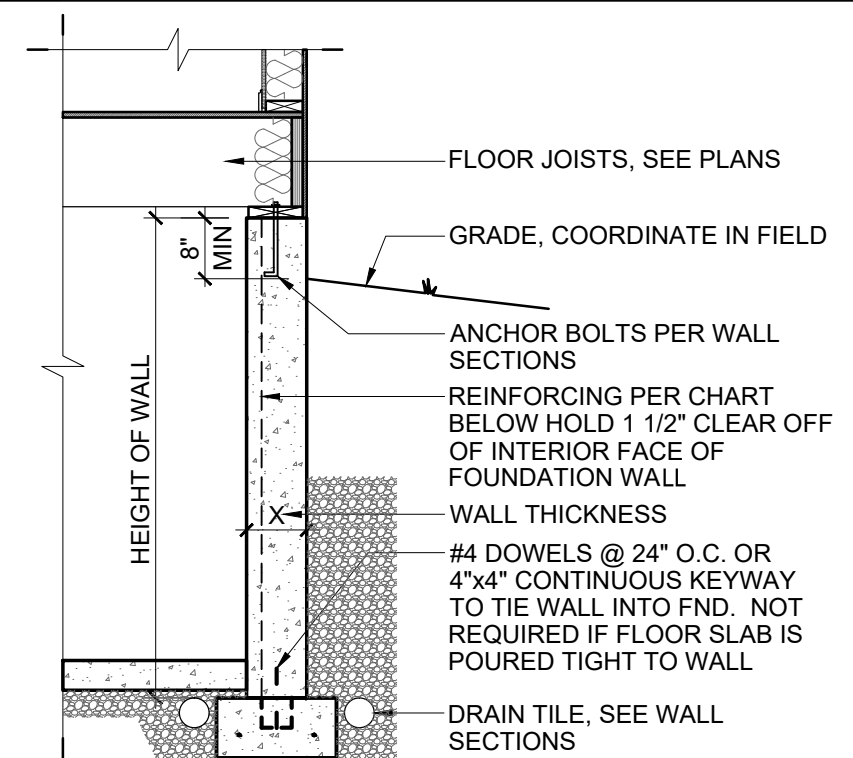 FLOOR JOISTS, SEE PLANS
8"
MIN
GRADE, COORDINATE IN FIELD
ANCHOR BOLTS PER WALL
SECTIONS
HEIGHT OF WALL
REINFORCING PER CHART
BELOW HOLD 1 1/2" CLEAR OFF
OF INTERIOR FACE OF
FOUNDATION WALL
X
WALL THICKNESS
#4 DOWELS @ 24" O.C. OR
4"x4" CONTINUOUS KEYWAY
TO TIE WALL INTO FND. NOT
REQUIRED IF FLOOR SLAB IS
POURED TIGHT TO WALL
DRAIN TILE, SEE WALL
SECTIONS